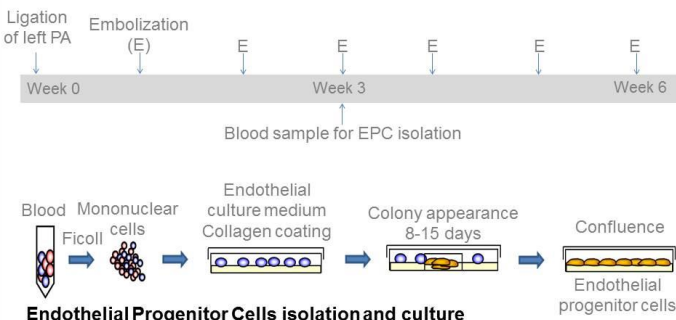 Ligation
of left PA
Embolization
(E)
E
E
E
E
E
Week 0
Week 3
Week 6
Blood sample for EPC isolation
Blood
Ficoll
Mononuclear
cells
Endothelial
culture medium
Collagen coating
Colony appearance
8-15 days
Confluence
Endothelial
progenitor cells
Endothelial Progenitor Cells isolation and culture